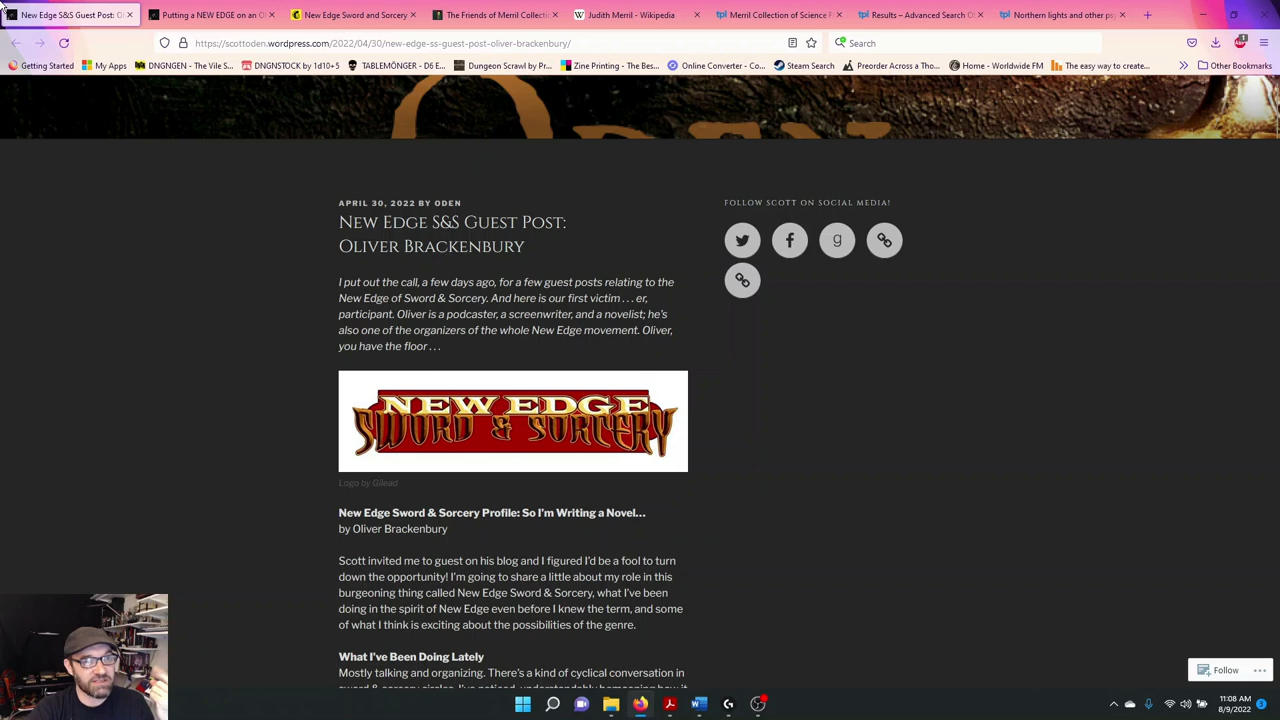 New Edge S&S Guest Post: O
Putting a NEW EDGE on an O
New Edge Sword and Sorcery
The Friends of Merril Collecti
Judith Merril - Wikipedia
Merril Collection of Science F
Results – Advanced Search O
Northern lights and other psy
https://scottoden.wordpress.com/2022/04/30/new-edge-ss-guest-post-oliver-brackenbury/
Search
1
Getting Started
My Apps
DNGNGEN - The Vile S...
DNGNSTOCK by 1d10+5
TABLEMÖNGER - D6 E...
Dungeon Scrawl by Pr...
Zine Printing - The Bes...
Online Converter - Co...
Steam Search
Preorder Across a Tho...
Home - Worldwide FM
The easy way to create...
Other Bookmarks
ODEN
APRIL 30, 2022 BY ODEN
New Edge S&S Guest Post:
Oliver Brackenbury
I put out the call, a few days ago, for a few guest posts relating to the
New Edge of Sword & Sorcery. And here is our first victim . . . er,
participant. Oliver is a podcaster, a screenwriter, and a novelist; he's
also one of the organizers of the whole New Edge movement. Oliver,
you have the floor . . .
NEW EDGE
SWORD & SORCERY
Logo by Gilead
New Edge Sword & Sorcery Profile: So I'm Writing a Novel…
by Oliver Brackenbury
Scott invited me to guest on his blog and I figured I'd be a fool to turn
down the opportunity! I'm going to share a little about my role in this
burgeoning thing called New Edge Sword & Sorcery, what I've been
doing in the spirit of New Edge even before I knew the term, and some
of what I think is exciting about the possibilities of the genre.
What I've Been Doing Lately
Mostly talking and organizing. There's a kind of cyclical conversation in
sword & sorcery circles, I've noticed, understandably bemoaning how it
FOLLOW SCOTT ON SOCIAL MEDIA!
Follow
11:08 AM
8/9/2022